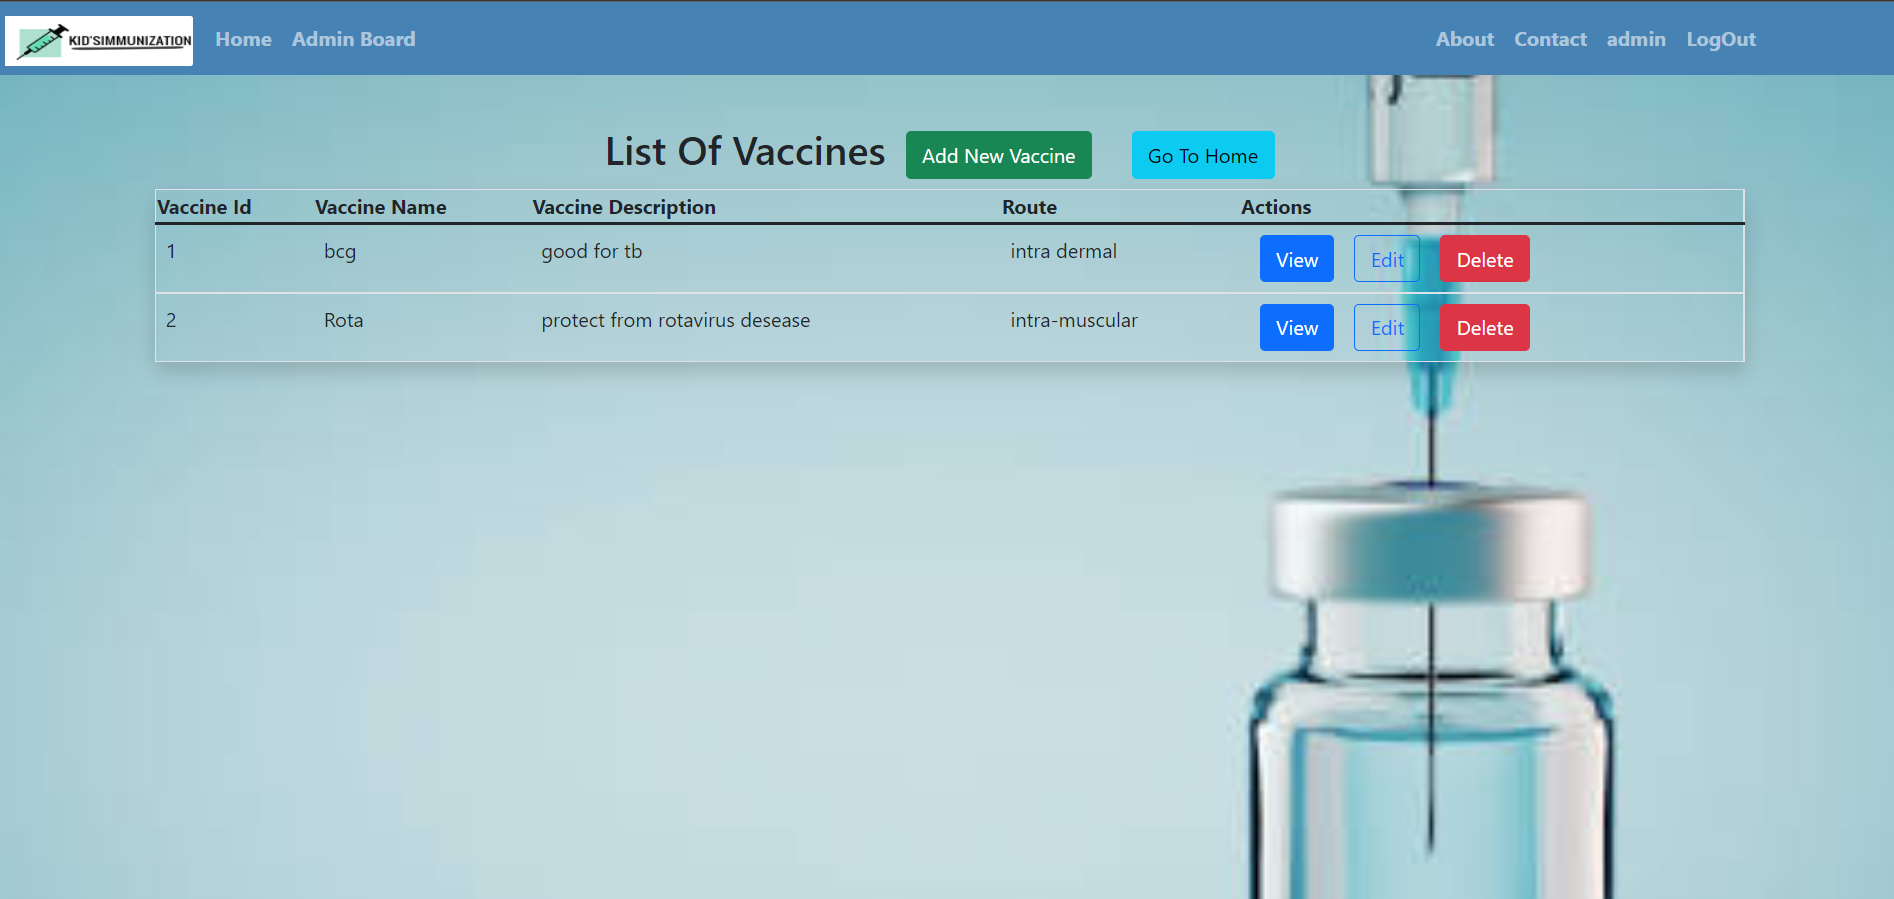 KID'SIMMUNIZATION Home Admin Board About Contact admin LogOut
List Of Vaccines Add New Vaccine Go To Home
Vaccine Id Vaccine Name Vaccine Description Route Actions
1 bcg good for tb intra dermal View Edit Delete
2 Rota protect from rotavirus desease intra-muscular View Edit Delete